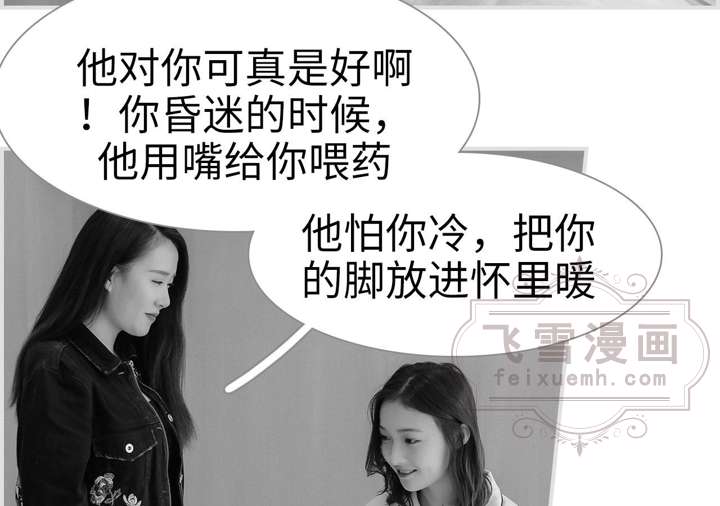 他对你可真是好啊
！你昏迷的时候，
他用嘴给你喂药
他怕你冷，把你
的脚放进怀里暖
飞雪漫画
feixuemh.com